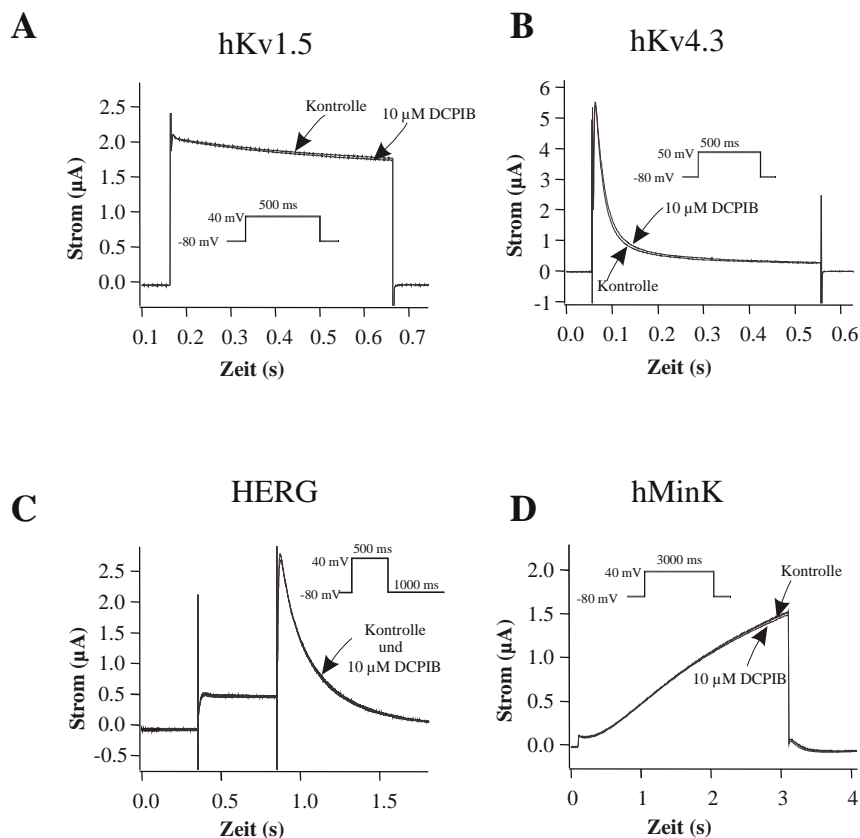 A
hKv1.5
2.5
2.0
1.5
1.0
0.5
0.0
Strom (µA)
Kontrolle
10 µM DCPIB
500 ms
40 mV
-80 mV
0.1 0.1 0.3 0.4 0.5 0.6 0.7
Zeit (s)
B
hKv4.3
6
5
4
3
2
1
0
-1
Strom (µA)
500 ms
50 mV
-80 mV
10 µM DCPIB
Kontrolle
0.0 0.1 0.2 0.3 0.4 0.5 0.6
Zeit (s)
C
HERG
2.5
2.0
1.5
1.0
0.5
0.0
-0.5
Strom (µA)
500 ms
40 mV
1000 ms
-80 mV
Kontrolle
und
10 µM DCPIB
0.0 0.5 1.0 1.5
Zeit (s)
D
hMinK
2.0
1.5
1.0
0.5
0.0
Strom (µA)
3000 ms
40 mV
-80 mV
Kontrolle
10 µM DCPIB
0 1 2 3 4
Zeit (s)